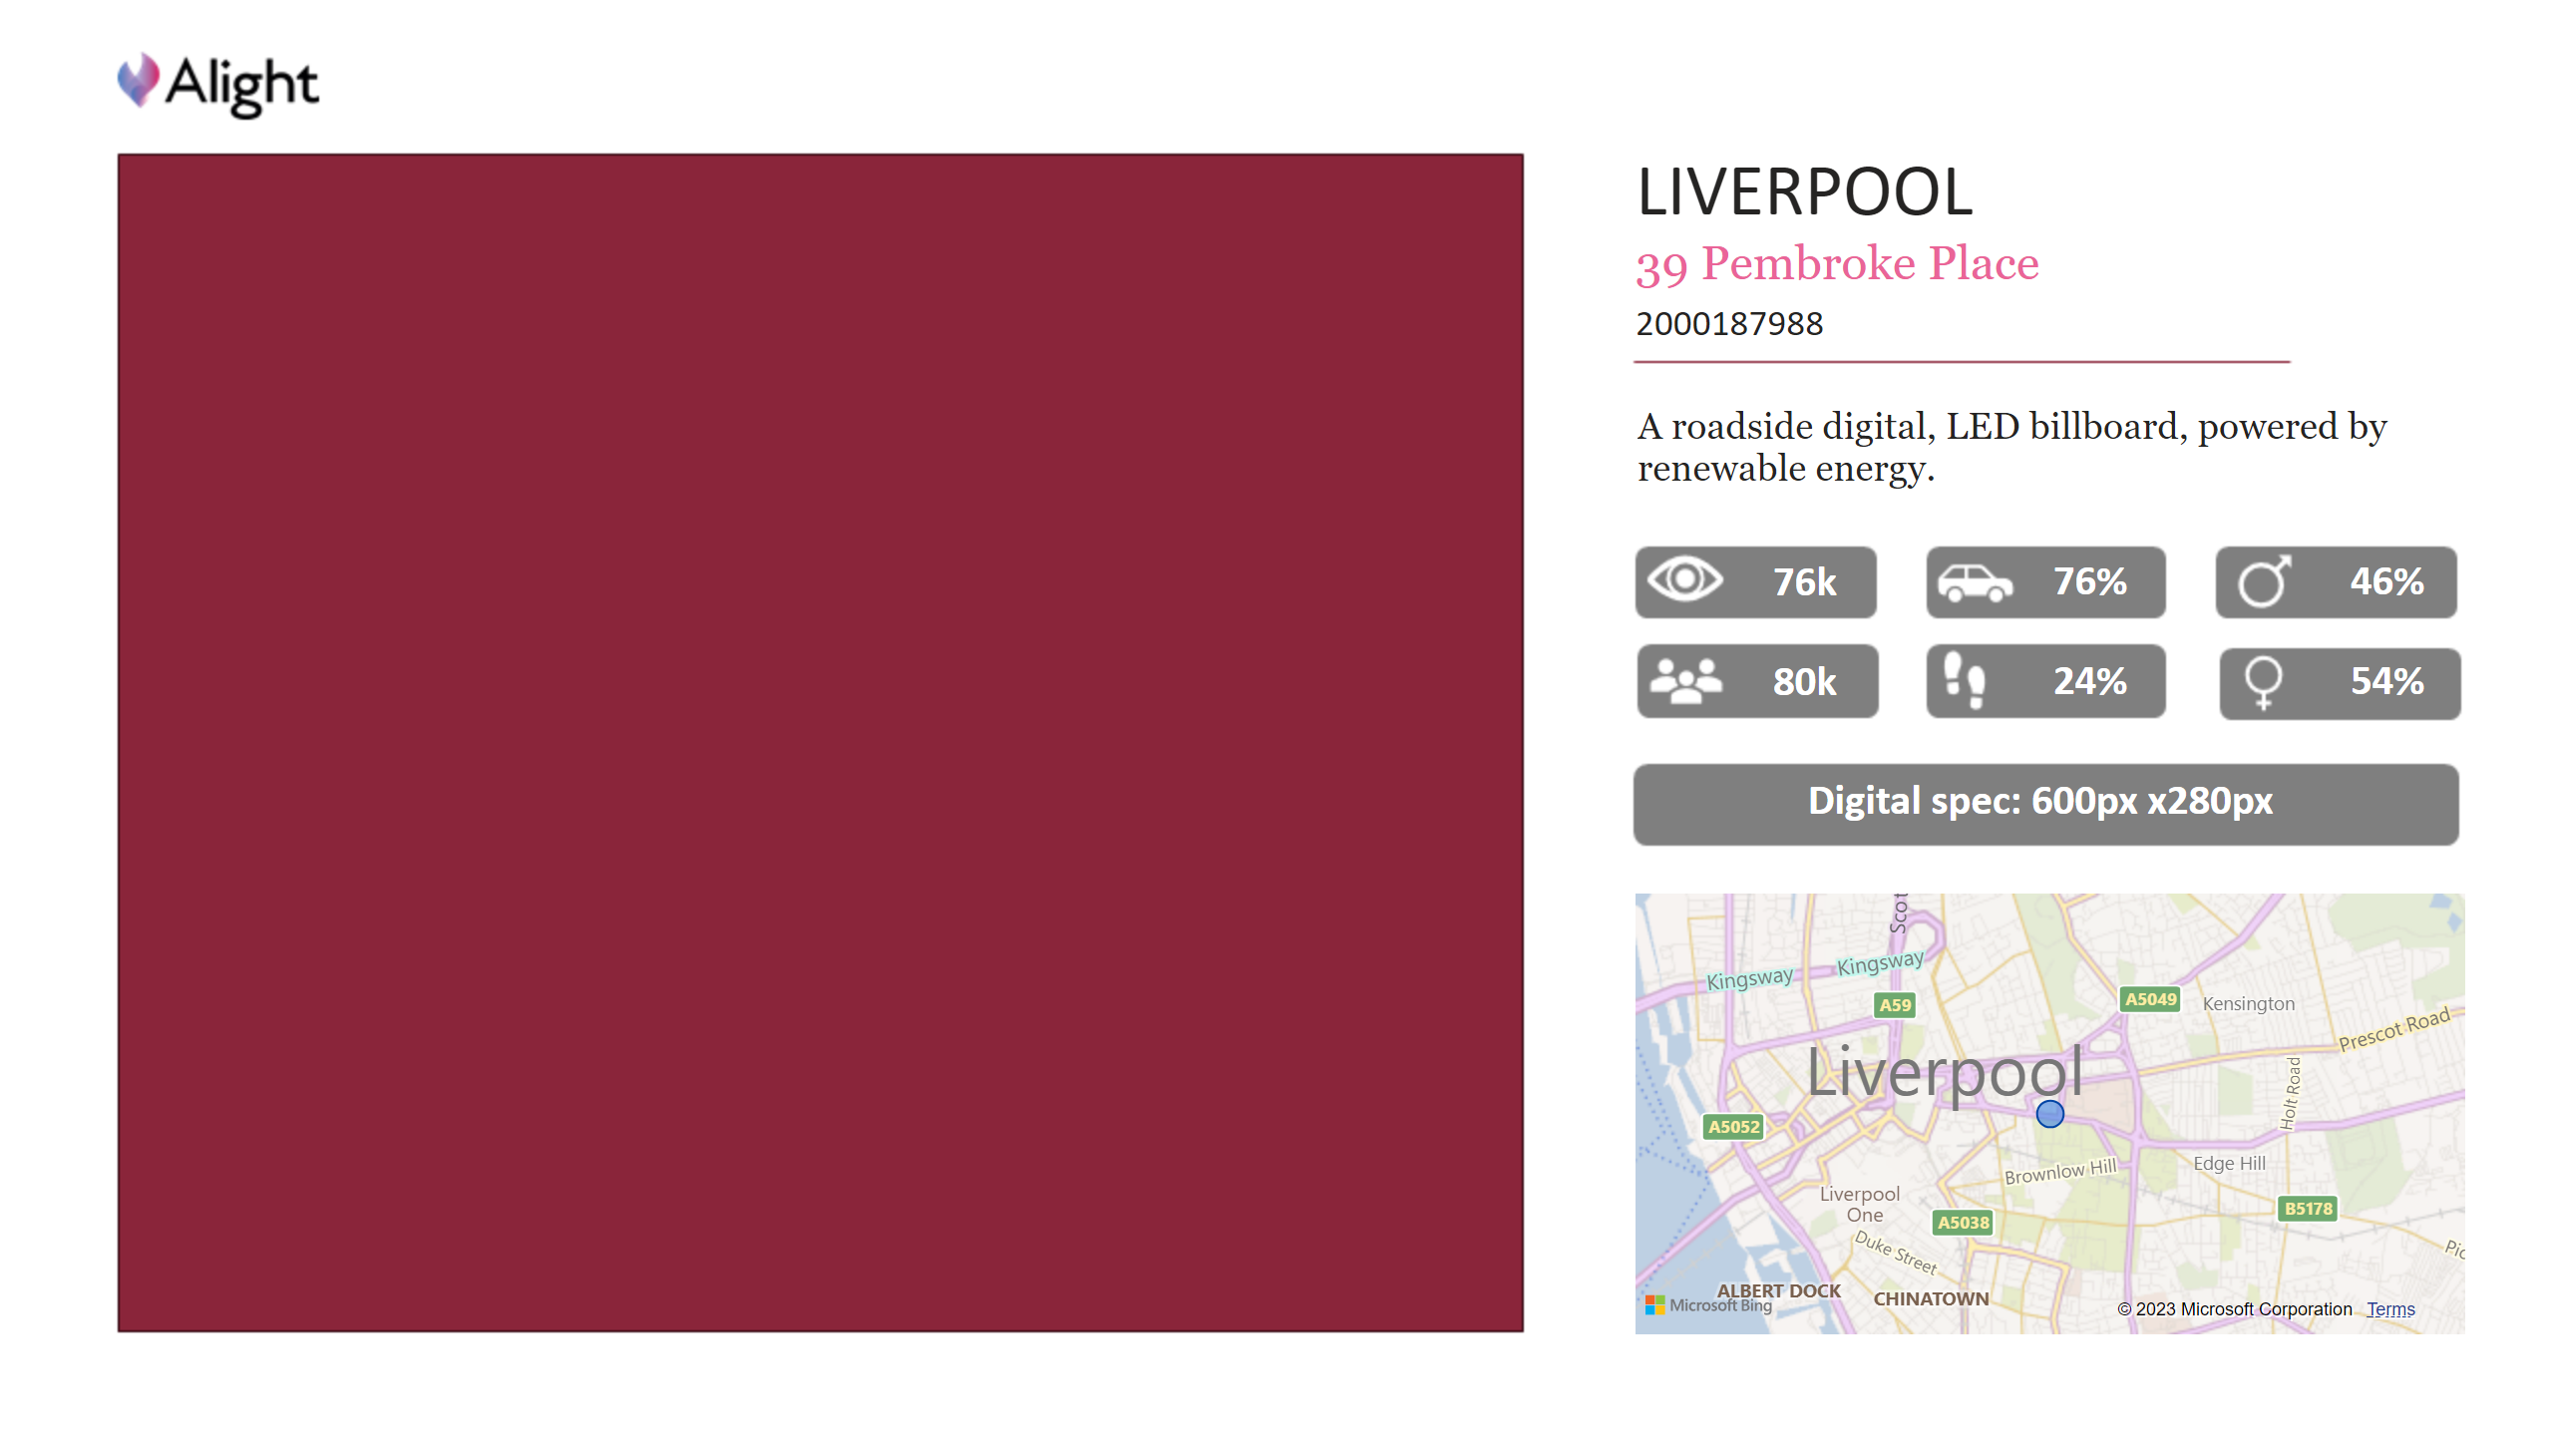 Alight
LIVERPOOL
39 Pembroke Place
2000187988
A roadside digital, LED billboard, powered by
renewable energy.
76k
76%
46%
80k
24%
54%
Digital spec: 600px x280px
Scot
Kingsway
Kingsway
A59
A5049
Kensington
Prescot Road
Liverpool
Holt Road
A5052
Brownlow Hill
Edge Hill
Liverpool
One
A5038
B5178
Duke Street
Pic
ALBERT DOCK
CHINATOWN
Microsoft Bing
© 2023 Microsoft Corporation Terms